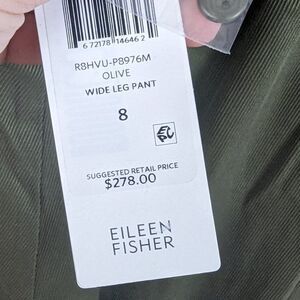 6 72178 14646 2
R8HVU-P8976M
OLIVE
WIDE LEG PANT
8
SUGGESTED RETAIL PRICE
$278.00
EILEEN
FISHER